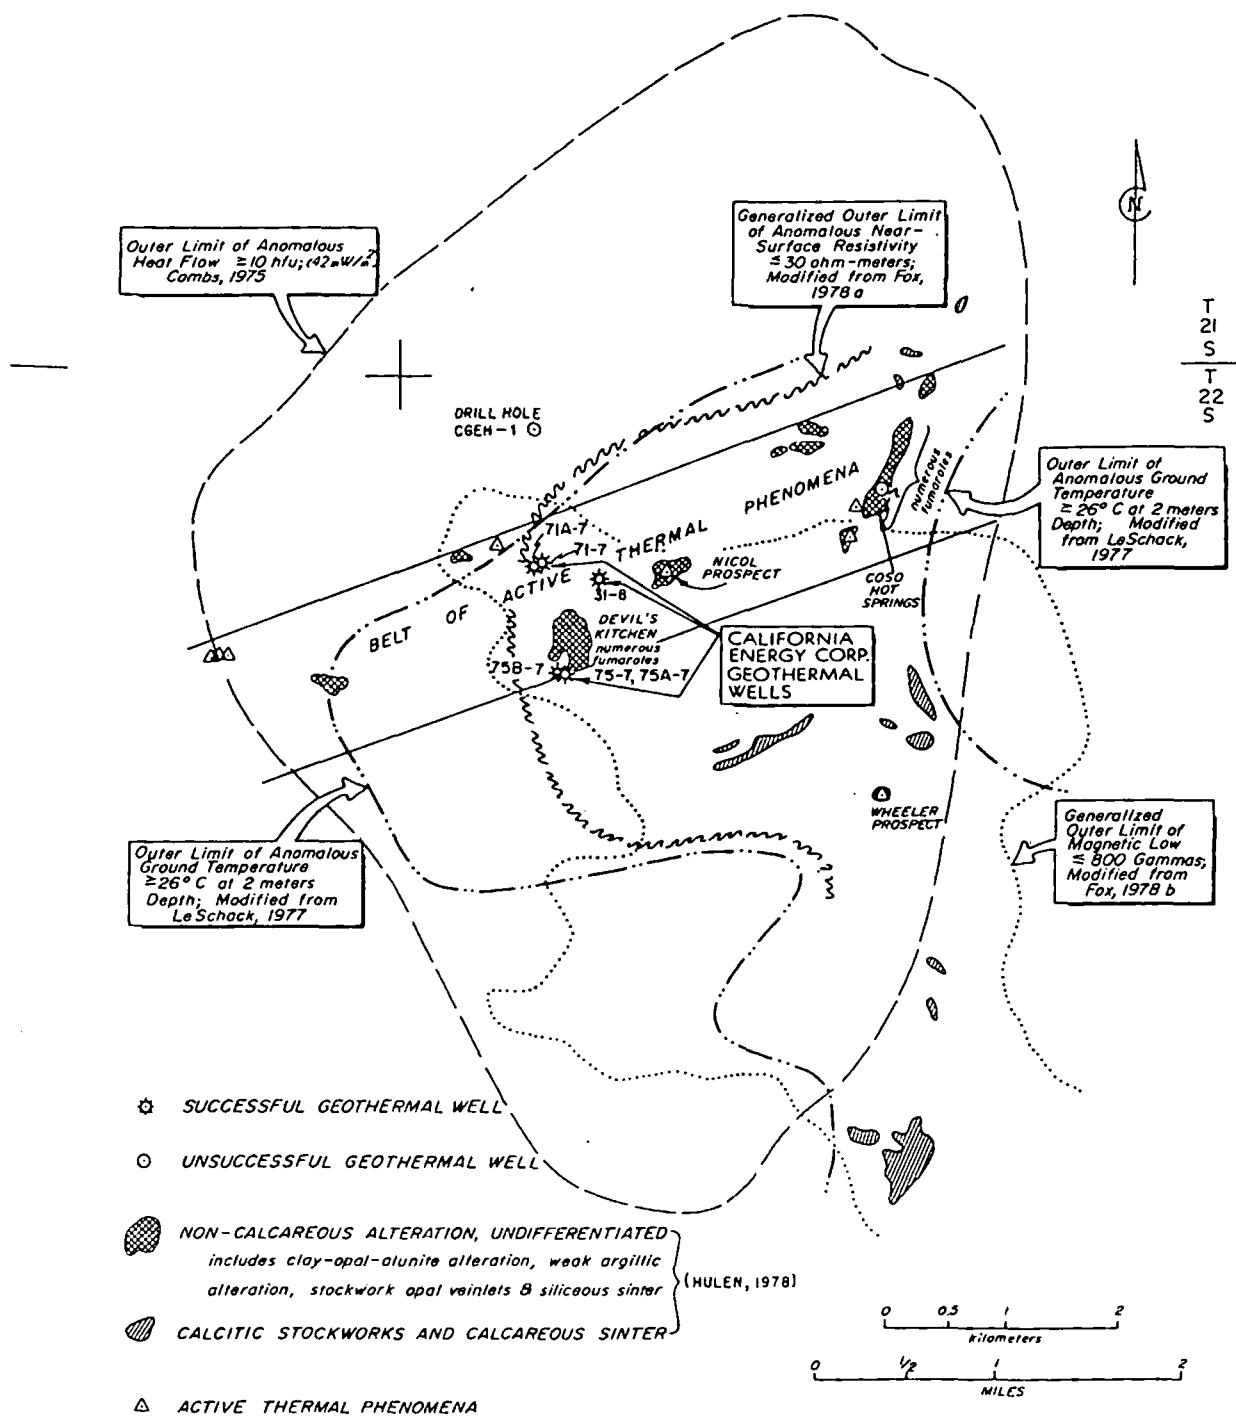 Outer Limit of Anomalous
Heat Flow ≥10 hfu; (42mW/m²)
Combs, 1975
Generalized Outer Limit
of Anomalous Near-
Surface Resistivity
≤30 ohm-meters;
Modified from Fox,
1978 a
N
T
21
S
T
22
S
DRILL HOLE
CGEH-1
Outer Limit of
Anomalous Ground
Temperature
≥26° C at 2 meters
Depth; Modified
from LeSchack,
1977
numerous
fumaroles
BELT OF ACTIVE THERMAL PHENOMENA
71A-7
71-7
31-8
NICOL
PROSPECT
COSO
HOT
SPRINGS
DEVIL'S
KITCHEN
numerous
fumaroles
75B-7
75-7, 75A-7
CALIFORNIA
ENERGY CORP.
GEOTHERMAL
WELLS
WHEELER
PROSPECT
Generalized
Outer Limit of
Magnetic Low
≤ 800 Gammas;
Modified from
Fox, 1978 b
Outer Limit of Anomalous
Ground Temperature
≥26° C at 2 meters
Depth; Modified from
LeSchack, 1977
SUCCESSFUL GEOTHERMAL WELL
UNSUCCESSFUL GEOTHERMAL WELL
NON-CALCAREOUS ALTERATION, UNDIFFERENTIATED
includes clay-opal-alunite alteration, weak argillic
alteration, stockwork opal veinlets & siliceous sinter
(HULEN, 1978)
CALCITIC STOCKWORKS AND CALCAREOUS SINTER
ACTIVE THERMAL PHENOMENA
0 0.5 1 2
kilometers
0 1/2 1 2
MILES